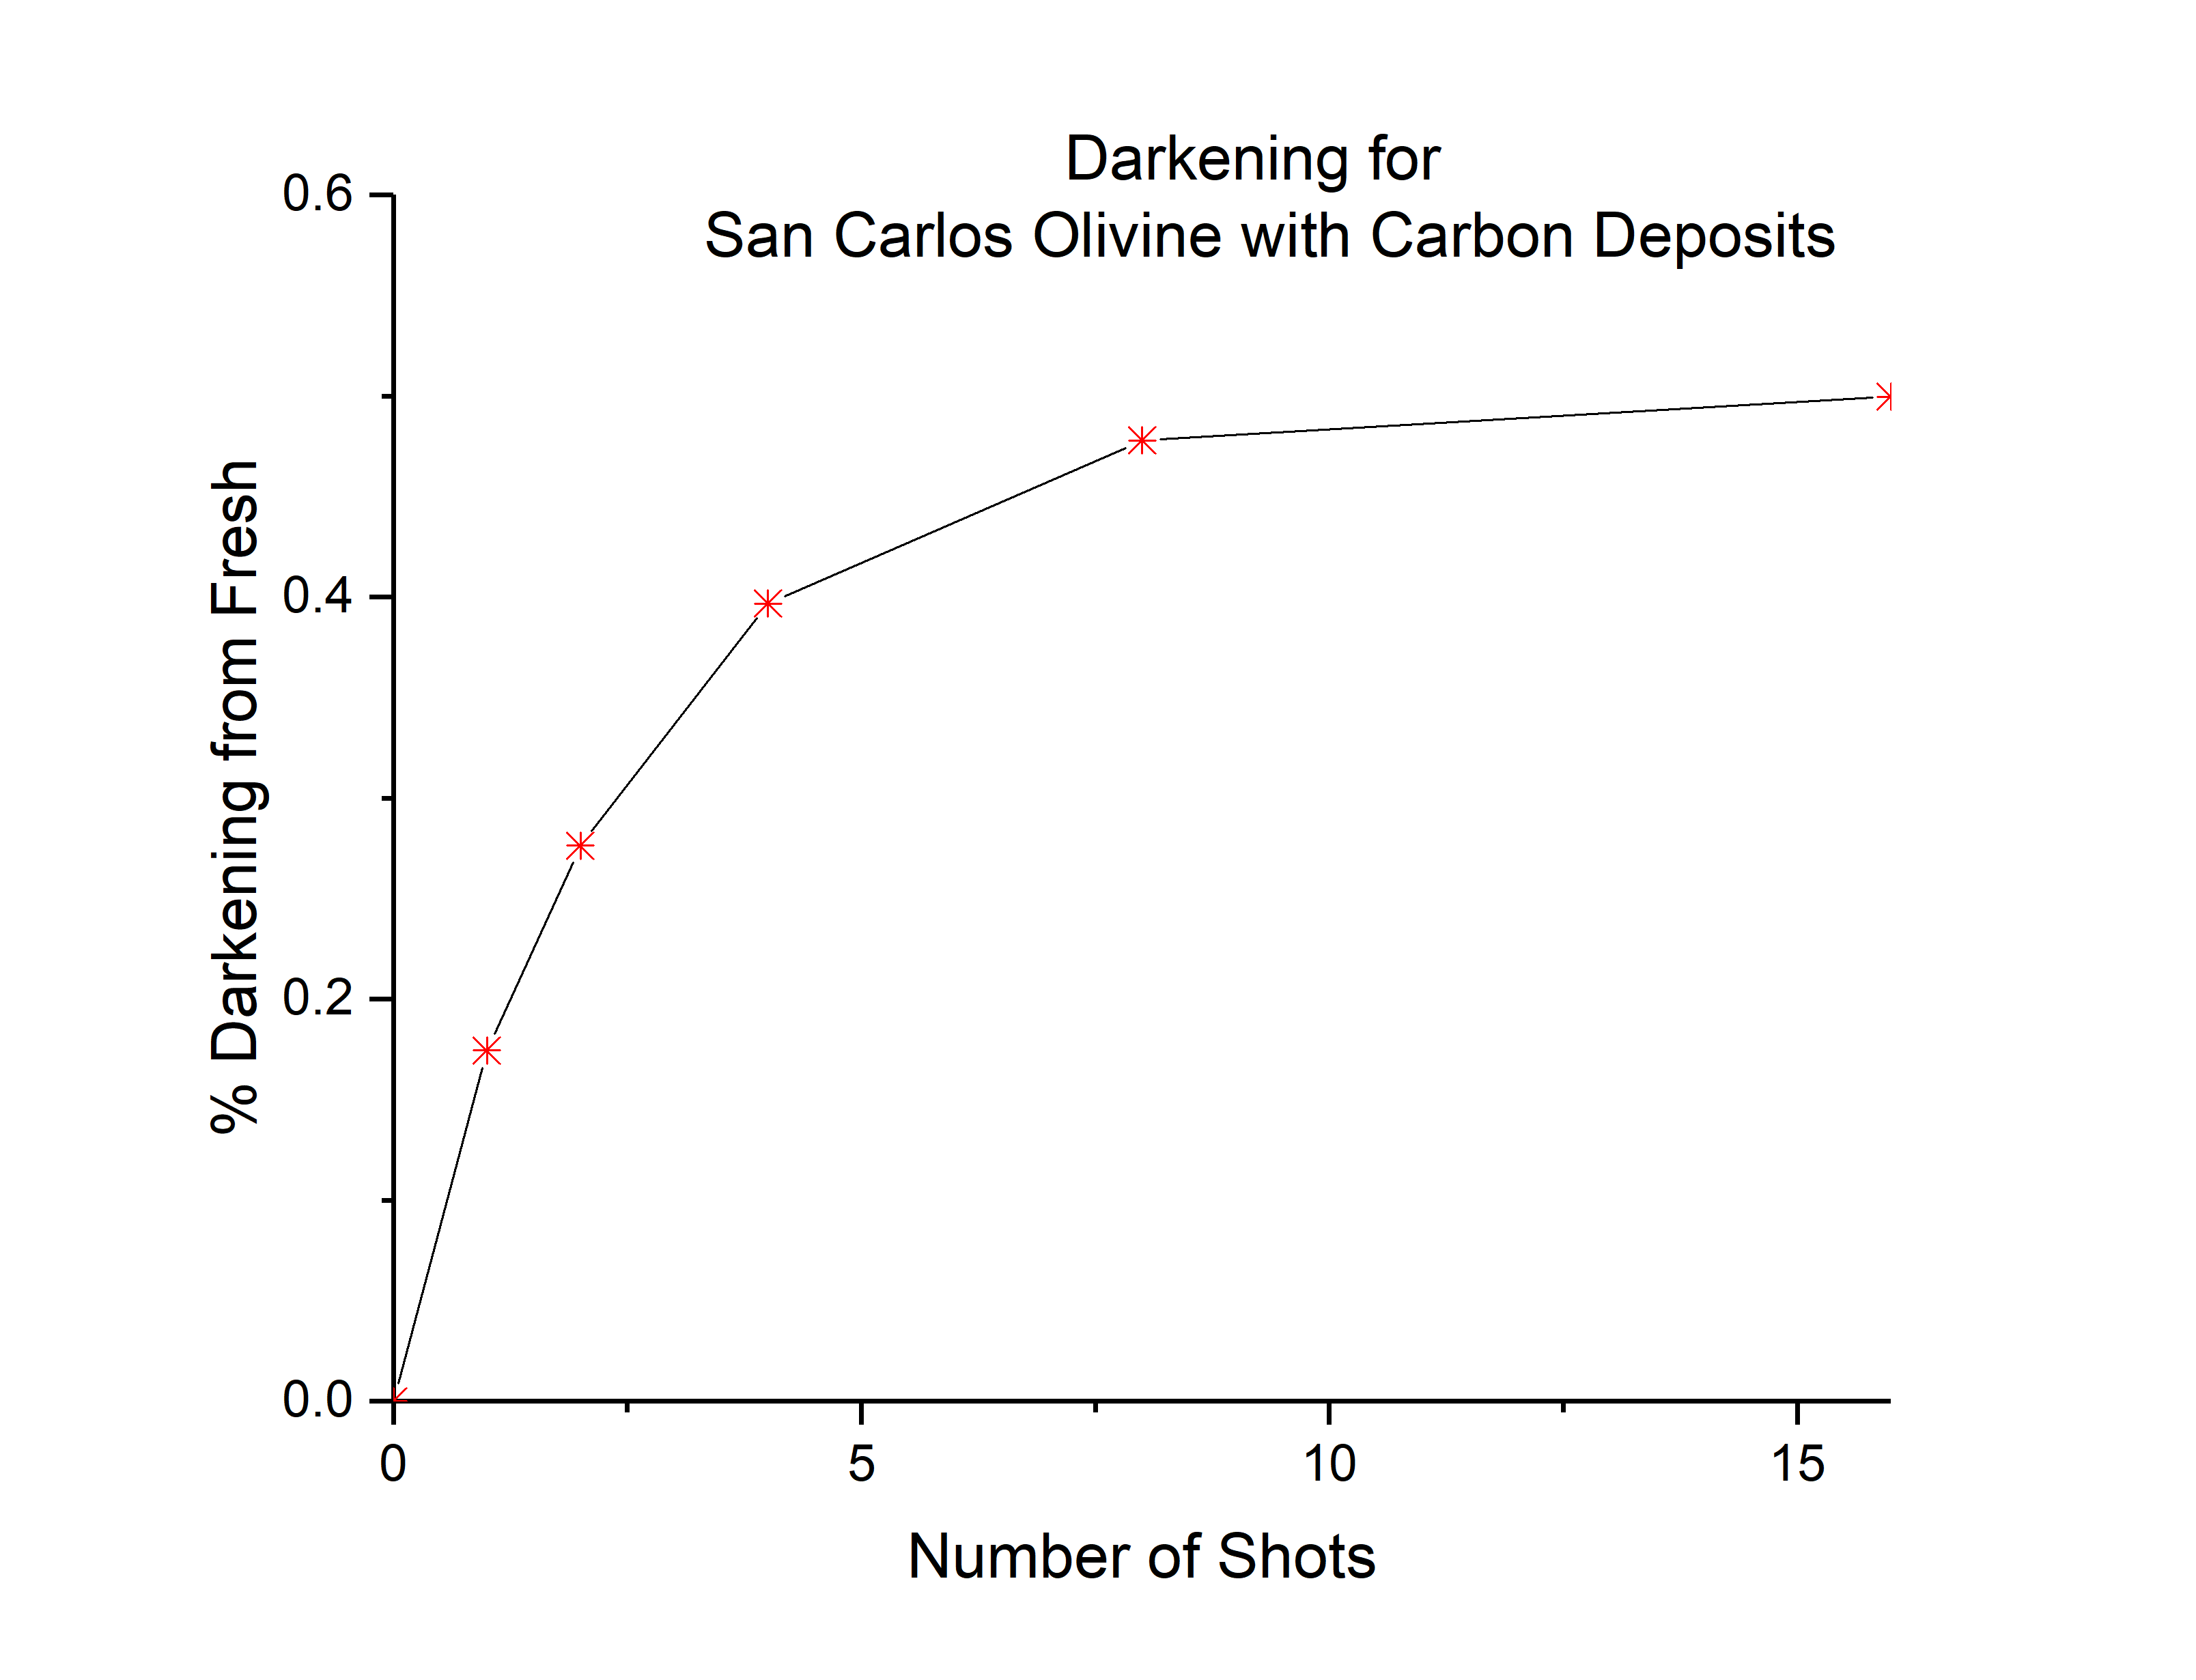 Darkening for
San Carlos Olivine with Carbon Deposits
% Darkening from Fresh
0.6
0.4
0.2
0.0
0 5 10 15
Number of Shots